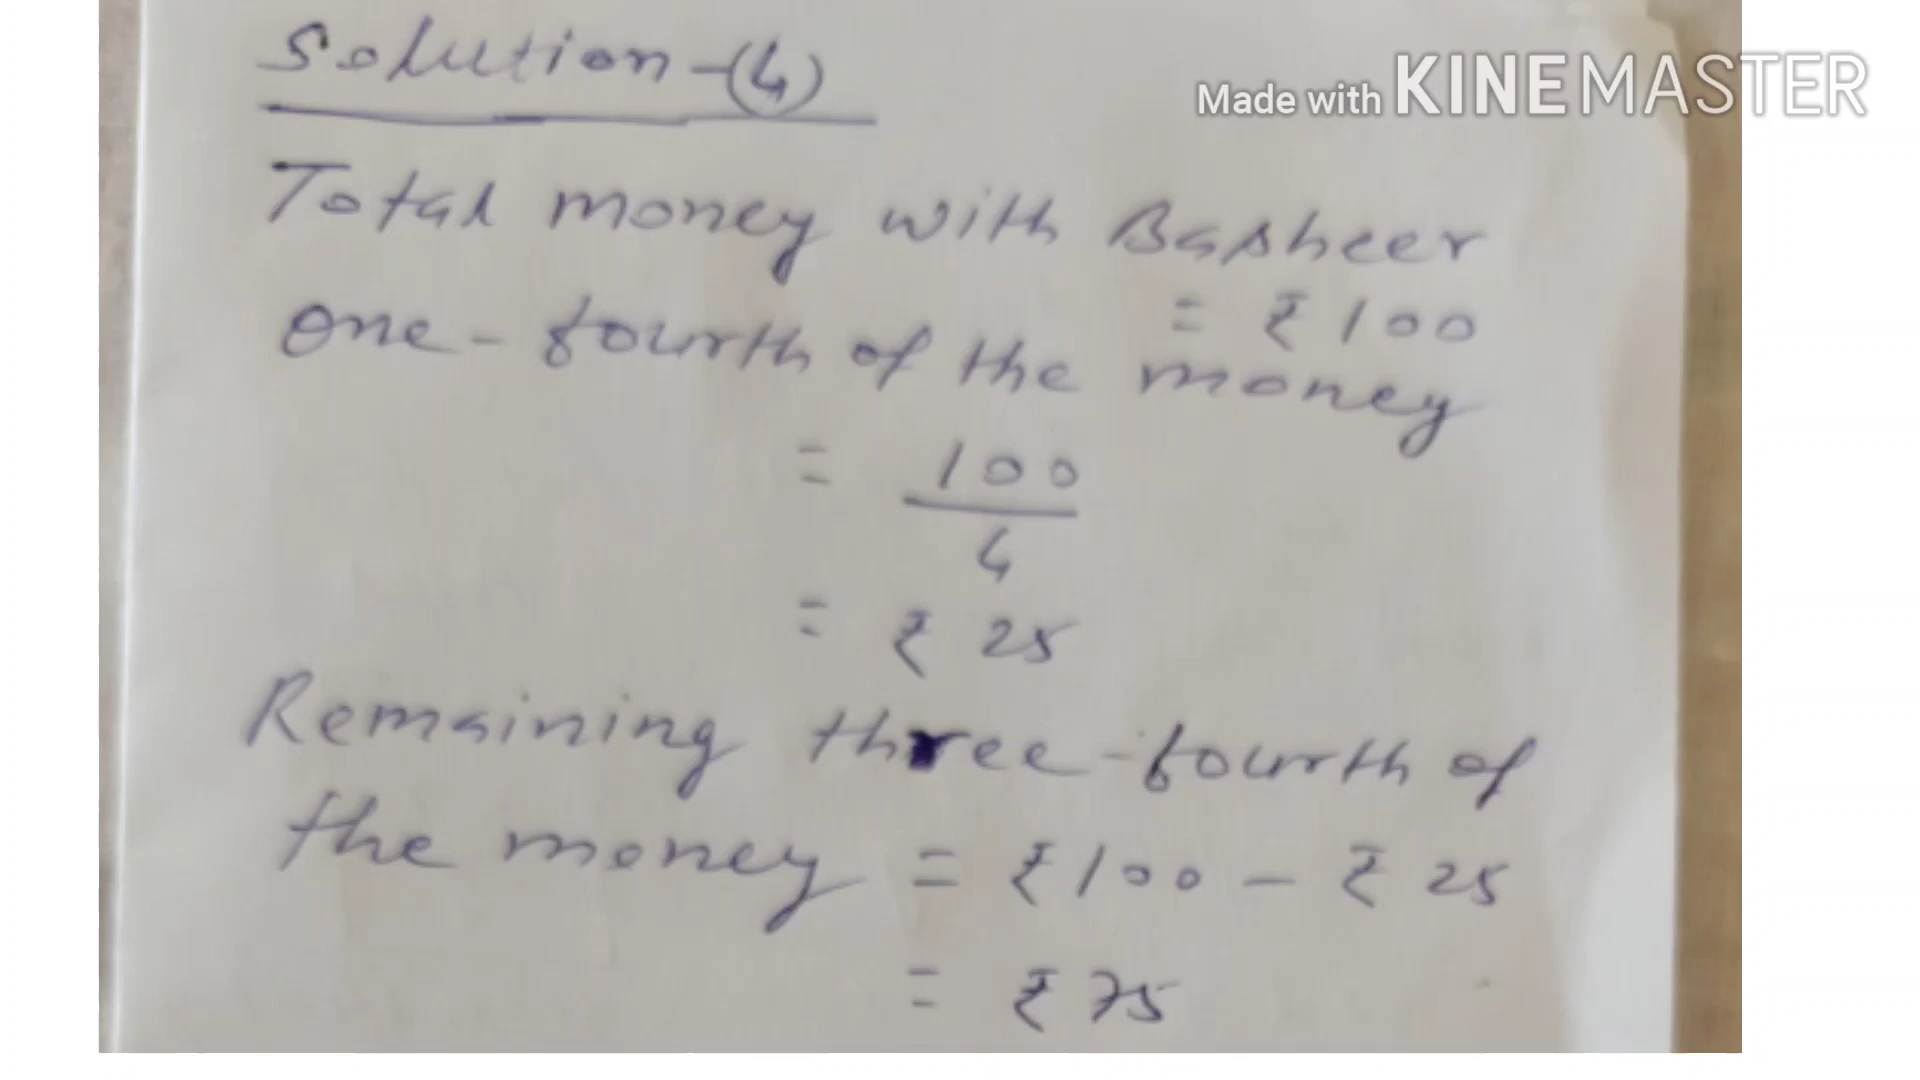 Solution-(4)
Made with KINEMASTER
Total money with Basheer
= ₹ 100
One-fourth of the money
= 100
4
= ₹ 25
Remaining three-fourth of
the money = ₹ 100 - ₹ 25
= ₹ 75